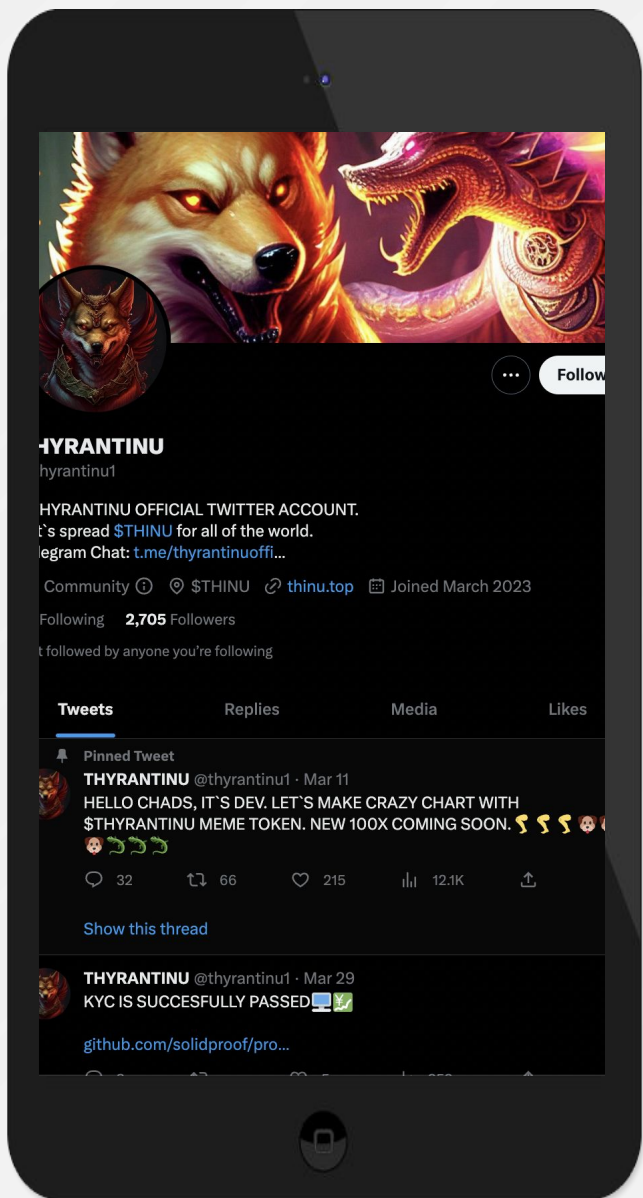 Follow
HYRANTINU
hyrantinu1
HYRANTINU OFFICIAL TWITTER ACCOUNT.
t`s spread $THINU for all of the world.
legram Chat: t.me/thyrantinuoffi...
Community $THINU thinu.top Joined March 2023
Following 2,705 Followers
t followed by anyone you're following
Tweets Replies Media Likes
Pinned Tweet
THYRANTINU @thyrantinu1 · Mar 11
HELLO CHADS, IT`S DEV. LET`S MAKE CRAZY CHART WITH
$THYRANTINU MEME TOKEN. NEW 100X COMING SOON.
32 66 215 12.1K
Show this thread
THYRANTINU @thyrantinu1 · Mar 29
KYC IS SUCCESFULLY PASSED
github.com/solidproof/pro...